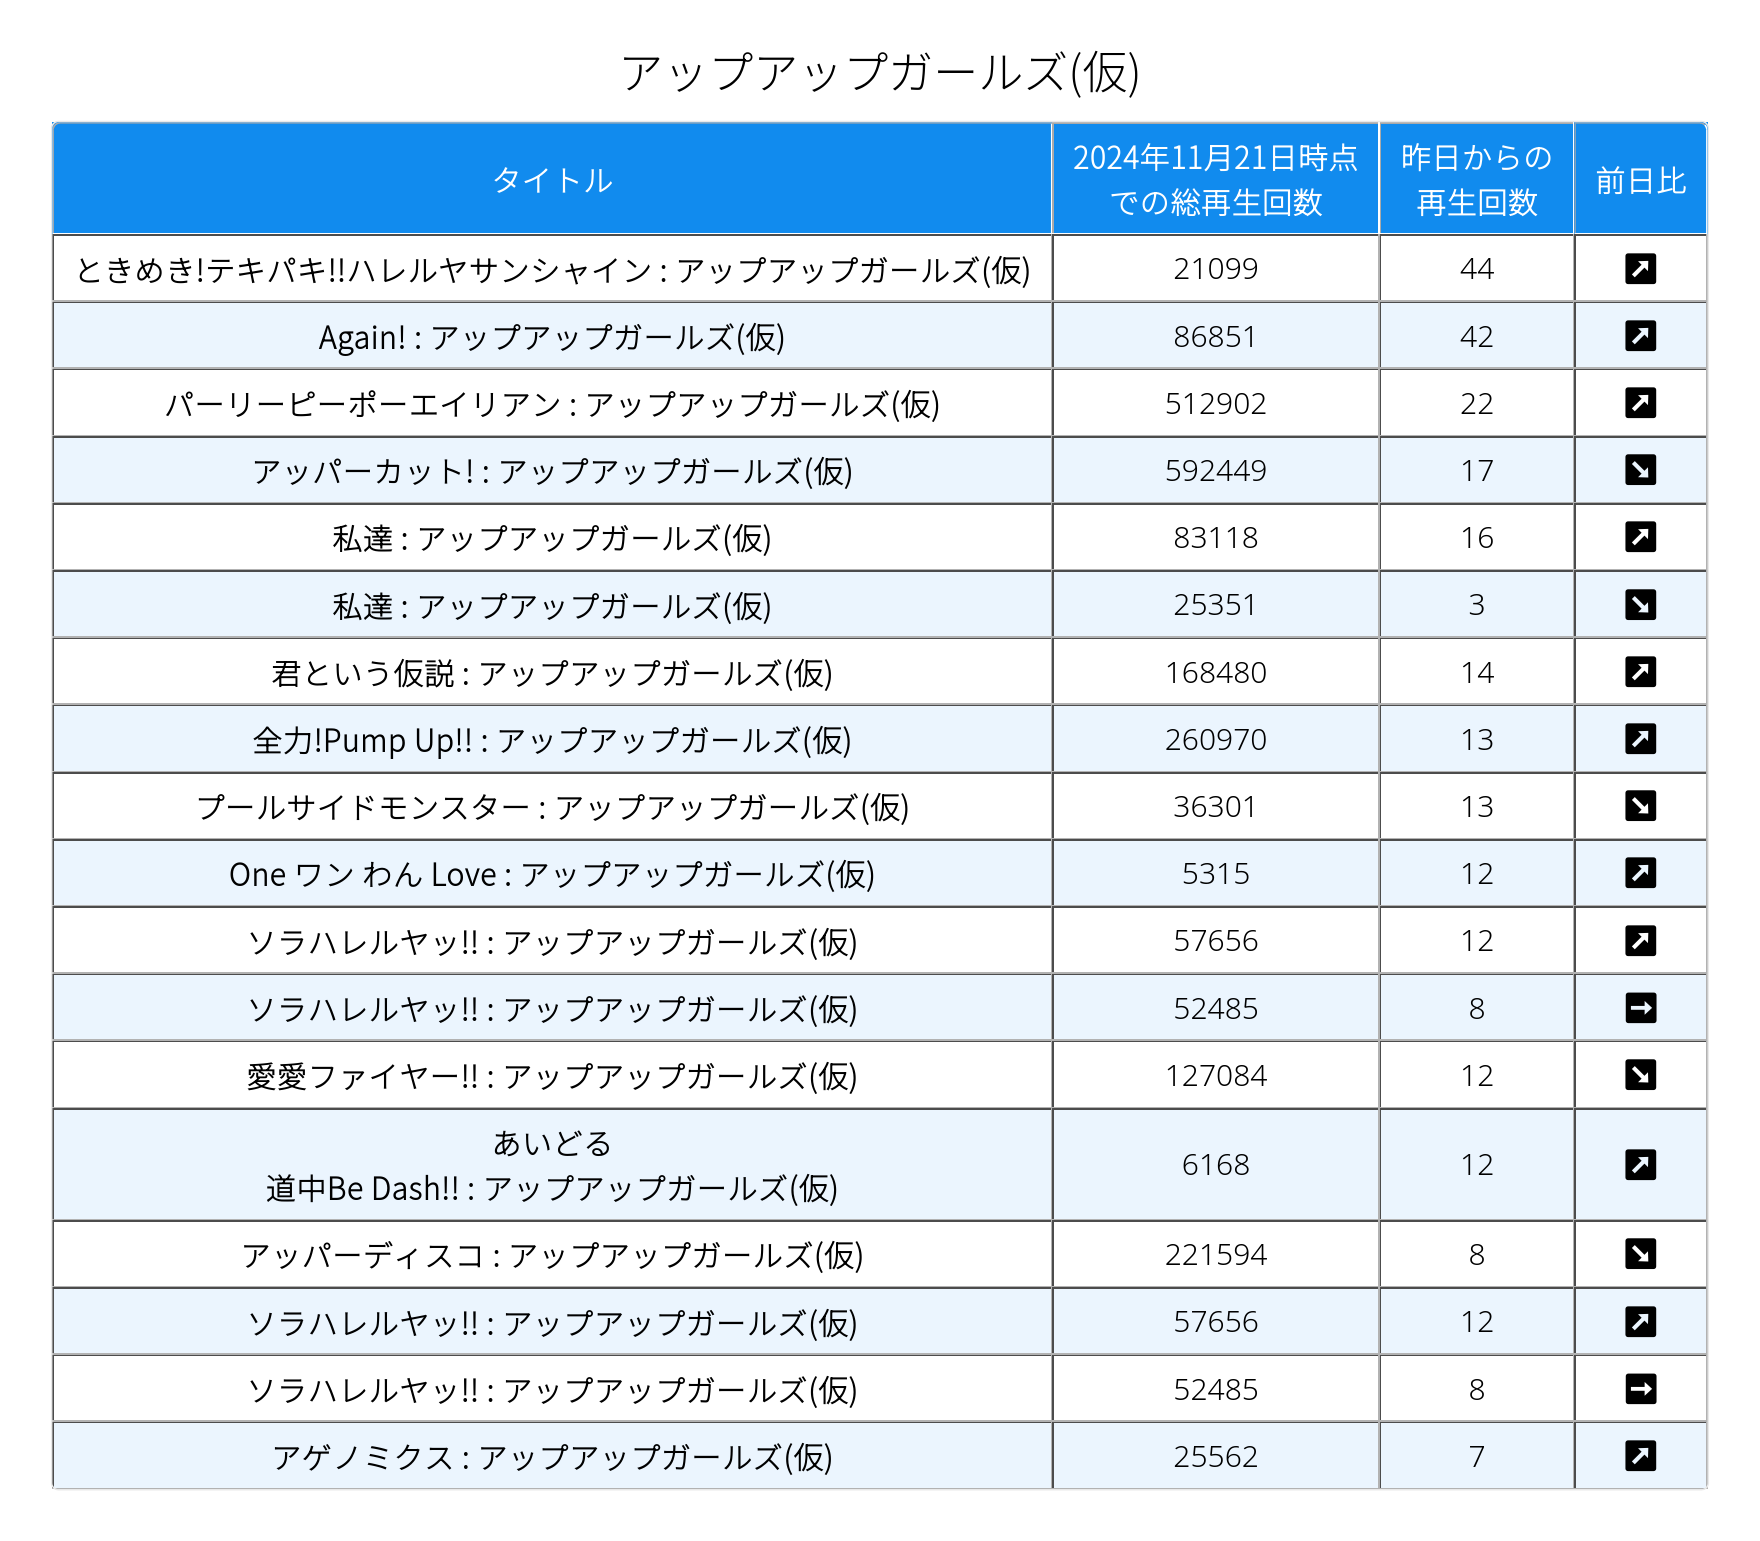 アップアップガールズ(仮)
タイトル
2024年11月21日時点
での総再生回数
昨日からの
再生回数
前日比
ときめき!テキパキ!!ハレルヤサンシャイン : アップアップガールズ(仮) 21099 44
Again! : アップアップガールズ(仮) 86851 42
パーリーピーポーエイリアン : アップアップガールズ(仮) 512902 22
アッパーカット! : アップアップガールズ(仮) 592449 17
私達 : アップアップガールズ(仮) 83118 16
私達 : アップアップガールズ(仮) 25351 3
君という仮説 : アップアップガールズ(仮) 168480 14
全力!Pump Up!! : アップアップガールズ(仮) 260970 13
プールサイドモンスター : アップアップガールズ(仮) 36301 13
One ワン わん Love : アップアップガールズ(仮) 5315 12
ソラハレルヤッ!! : アップアップガールズ(仮) 57656 12
ソラハレルヤッ!! : アップアップガールズ(仮) 52485 8
愛愛ファイヤー!! : アップアップガールズ(仮) 127084 12
あいどる
道中Be Dash!! : アップアップガールズ(仮) 6168 12
アッパーディスコ : アップアップガールズ(仮) 221594 8
ソラハレルヤッ!! : アップアップガールズ(仮) 57656 12
ソラハレルヤッ!! : アップアップガールズ(仮) 52485 8
アゲノミクス : アップアップガールズ(仮) 25562 7